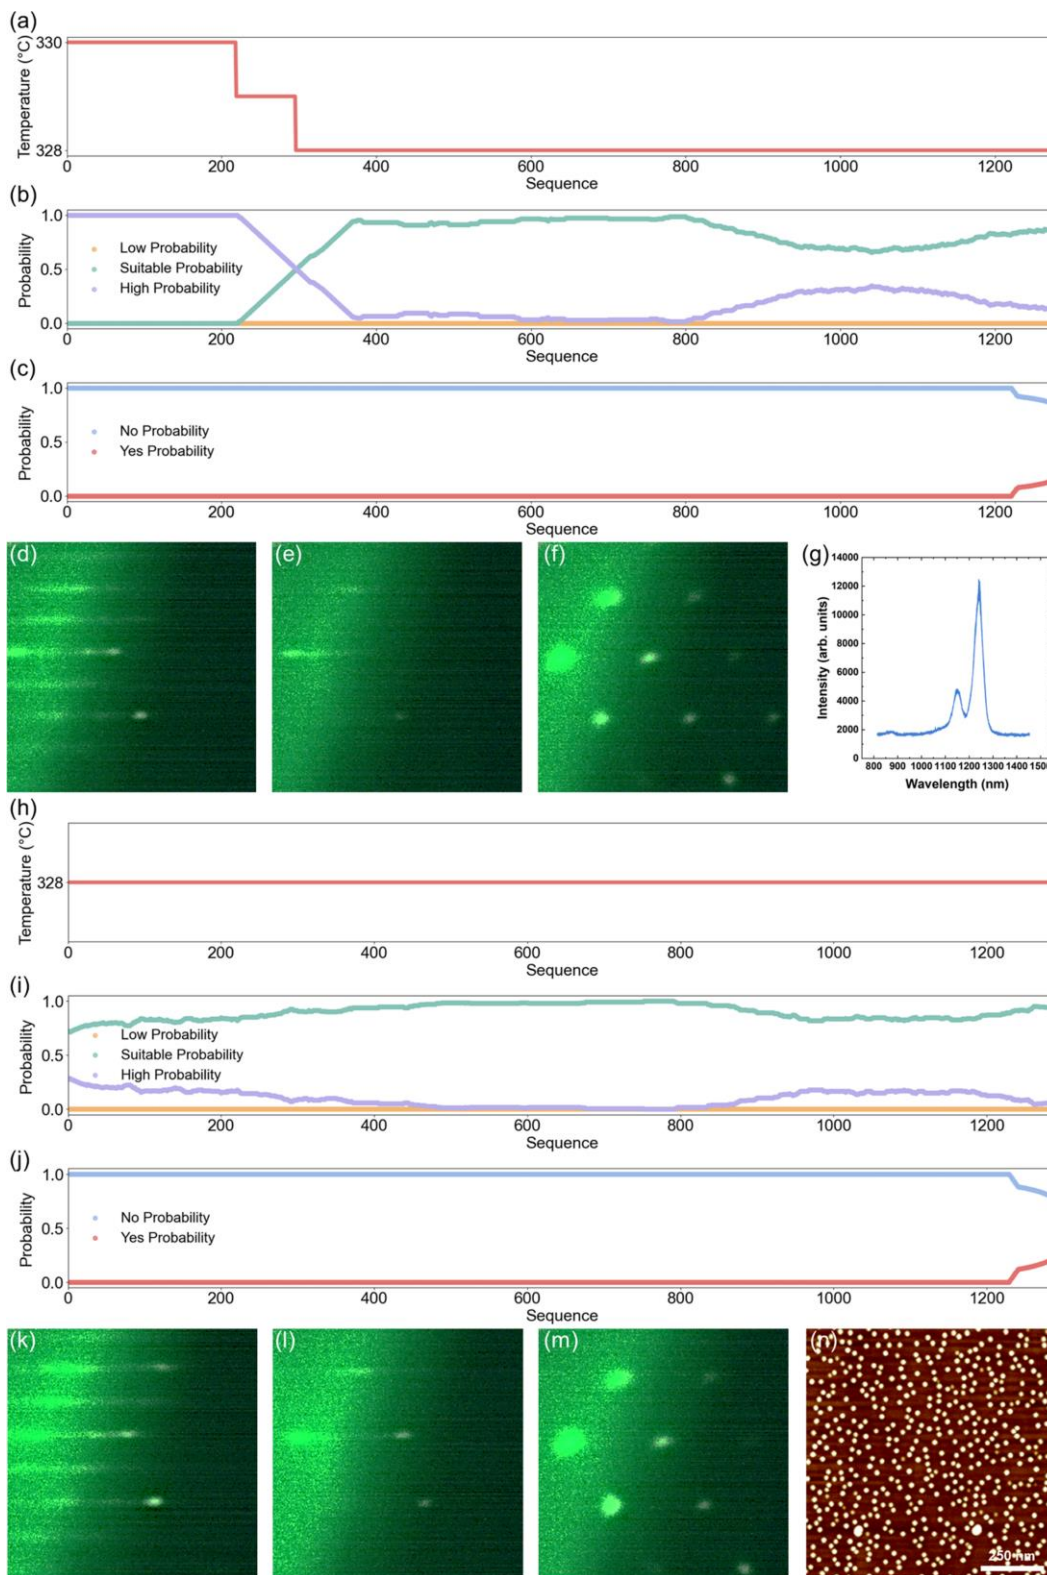 (a)
Temperature (°C)
330
328
0 200 400 600 800 1000 1200
Sequence
(b)
Probability
1.0
0.5
0.0
Low Probability
Suitable Probability
High Probability
0 200 400 600 800 1000 1200
Sequence
(c)
Probability
1.0
0.5
0.0
No Probability
Yes Probability
0 200 400 600 800 1000 1200
Sequence
(d) (e) (f) (g)
Intensity (arb. units)
14000
12000
10000
8000
6000
4000
2000
0
800 900 1000 1100 1200 1300 1400 150
Wavelength (nm)
(h)
Temperature (°C)
328
0 200 400 600 800 1000 1200
Sequence
(i)
Probability
1.0
0.5
0.0
Low Probability
Suitable Probability
High Probability
0 200 400 600 800 1000 1200
Sequence
(j)
Probability
1.0
0.5
0.0
No Probability
Yes Probability
0 200 400 600 800 1000 1200
Sequence
(k) (l) (m) (n)
250 nm